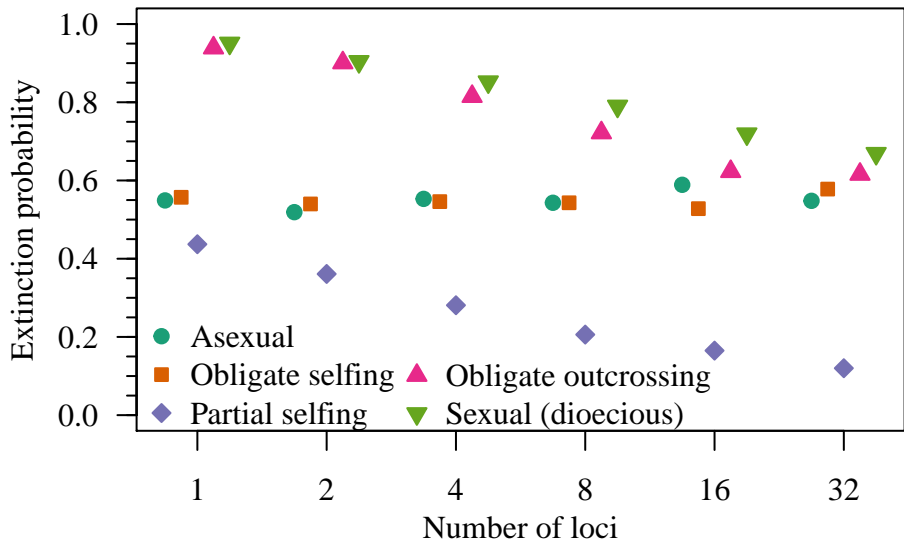 Extinction probability
1.0
0.8
0.6
0.4
0.2
0.0
Asexual
Obligate selfing
Partial selfing
Obligate outcrossing
Sexual (dioecious)
1 2 4 8 16 32
Number of loci